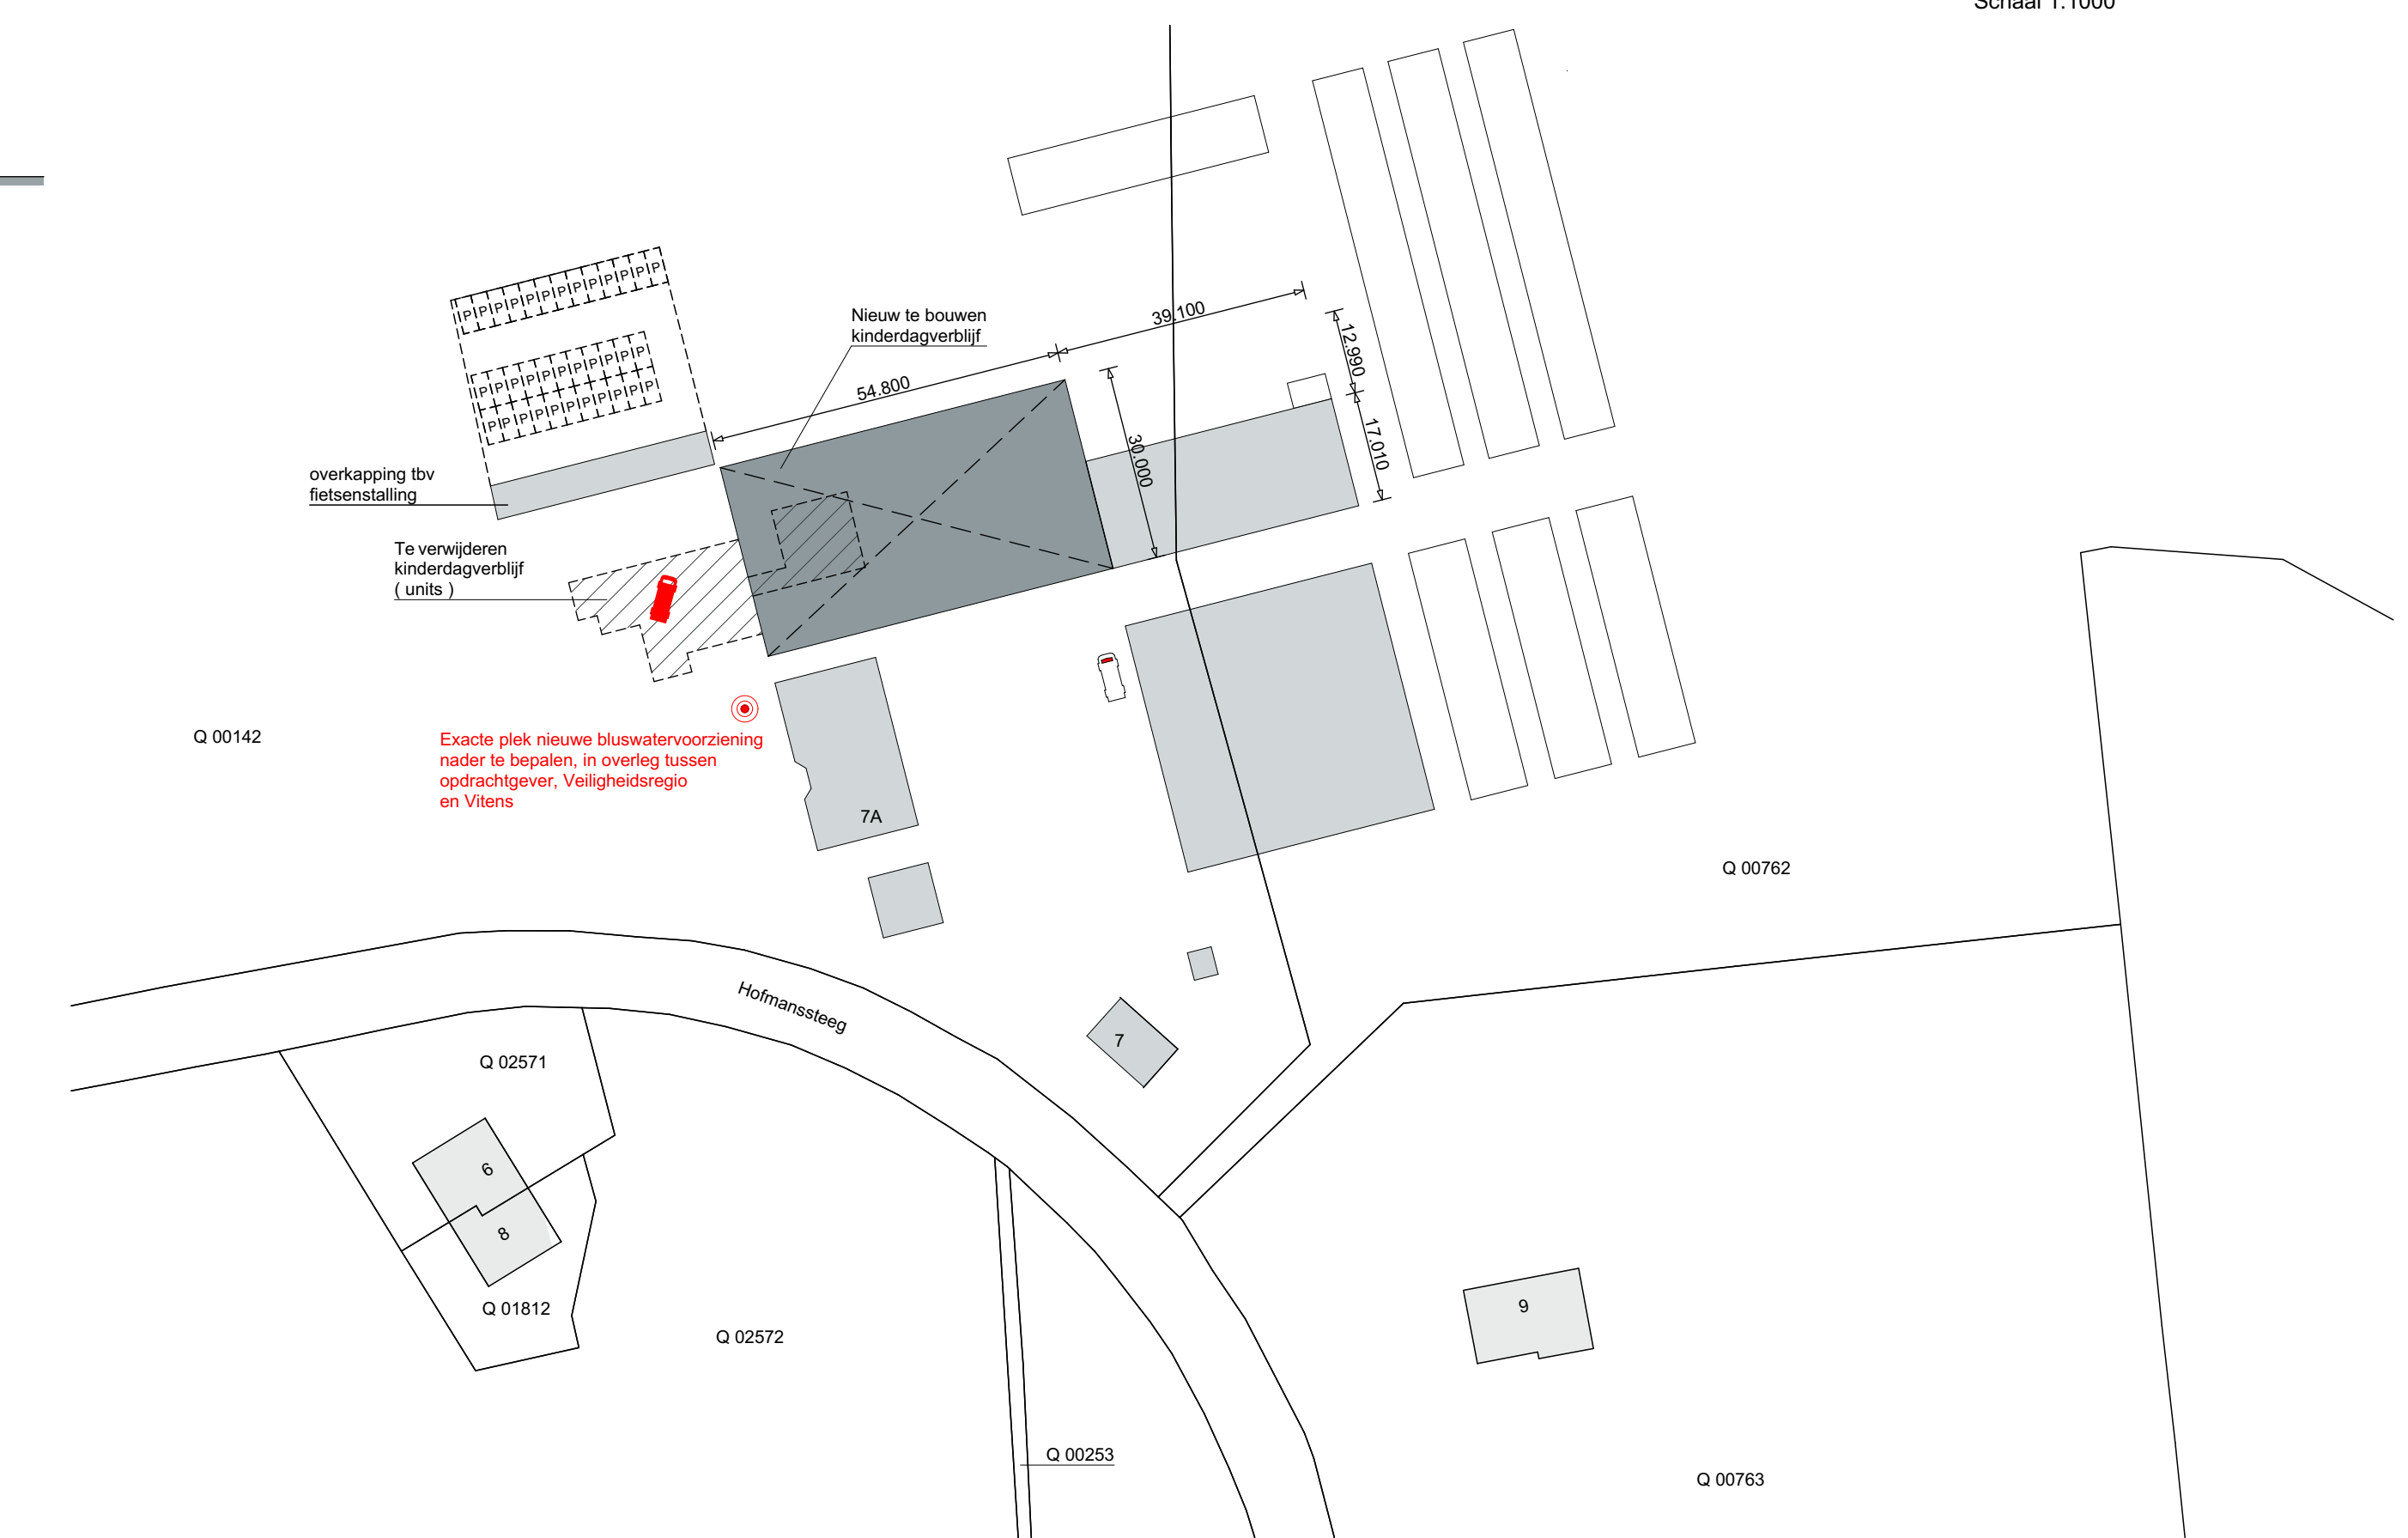 Schaal 1:1000
P P P P P P P P P P P P P
Nieuw te bouwen
kinderdagverblijf
39.100
12.990
54.800
P P P P P P P P P P P
P P P P P P P P P P P
30.000
17.010
overkapping tbv
fietsenstalling
Te verwijderen
kinderdagverblijf
( units )
Q 00142
Exacte plek nieuwe bluswatervoorziening
nader te bepalen, in overleg tussen
opdrachtgever, Veiligheidsregio
en Vitens
7A
Q 00762
Hofmanssteeg
7
Q 02571
6
8
Q 01812
Q 02572
9
Q 00253
Q 00763